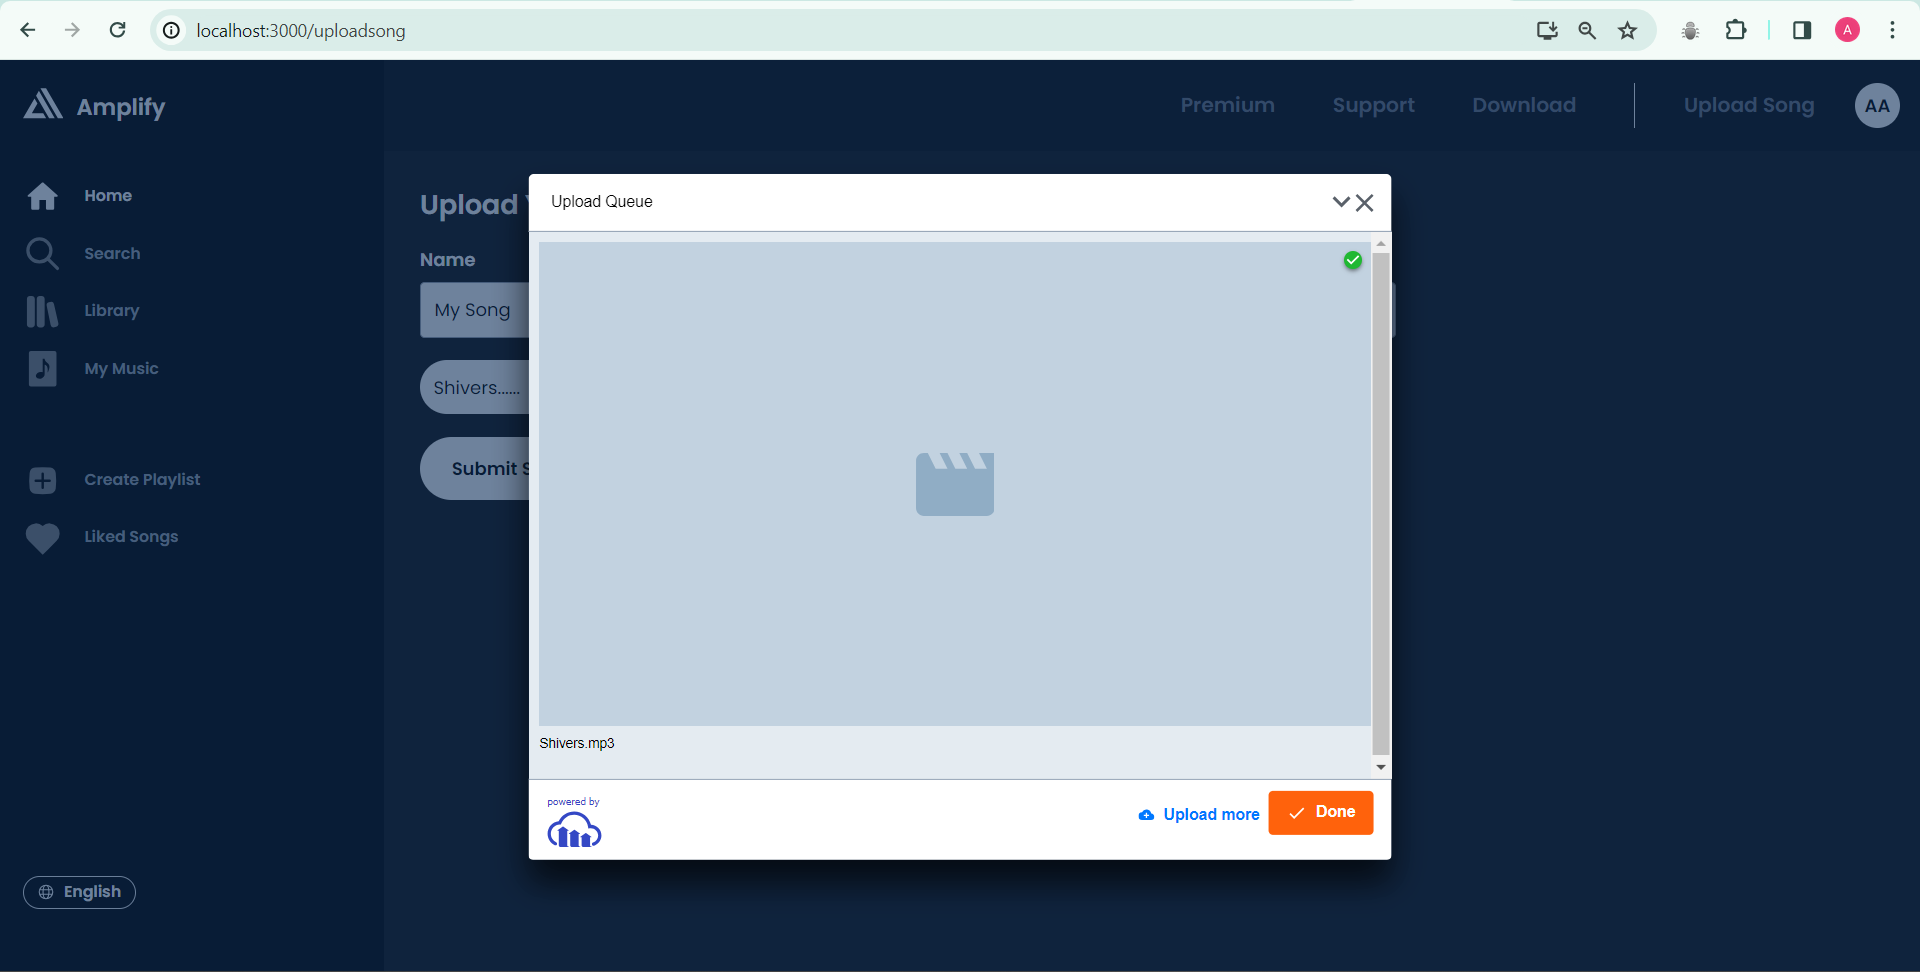 localhost:3000/uploadsong
A
Amplify
Premium
Support
Download
Upload Song
AA
Home
Search
Library
My Music
Create Playlist
Liked Songs
English
Upload
Name
My Song
Shivers......
Submit S
Upload Queue
Shivers.mp3
powered by
Upload more
Done